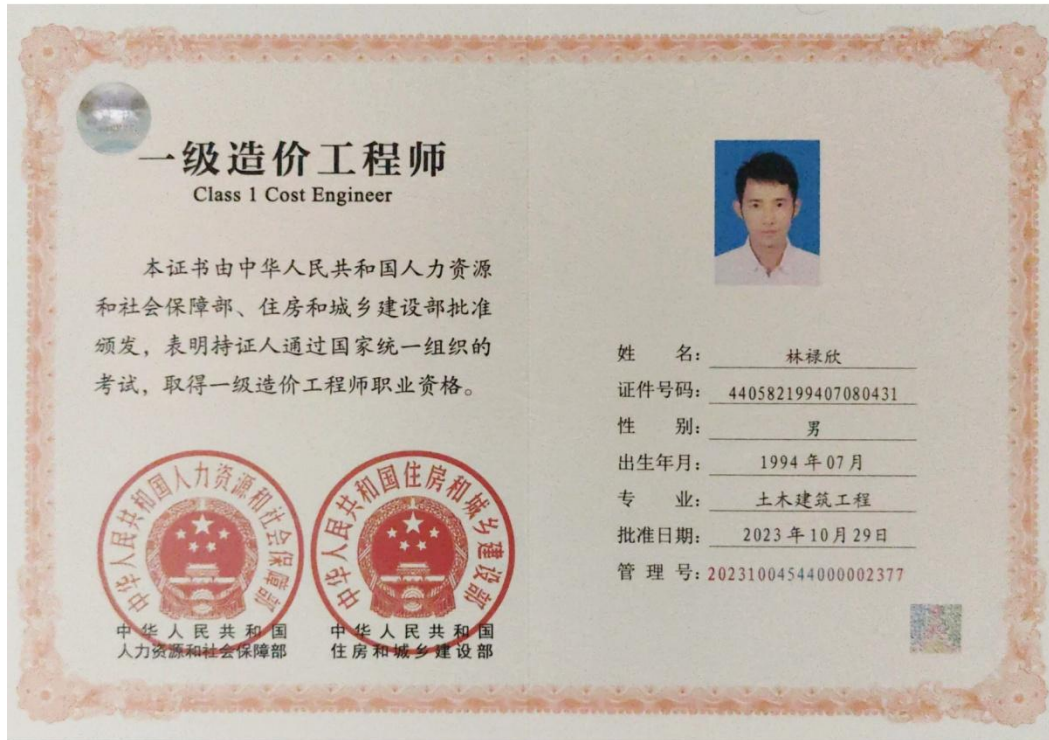 一级造价工程师
Class 1 Cost Engineer
本证书由中华人民共和国人力资源
和社会保障部、住房和城乡建设部批准
颁发，表明持证人通过国家统一组织的
考试，取得一级造价工程师职业资格。
中华人民共和国人力资源和社会保障部
中华人民共和国住房和城乡建设部
中华人民共和国
人力资源和社会保障部
中华人民共和国
住房和城乡建设部
姓 名： 林禄欣
证件号码： 440582199407080431
性 别： 男
出生年月： 1994年07月
专 业： 土木建筑工程
批准日期： 2023年10月29日
管 理 号：20231004544000002377